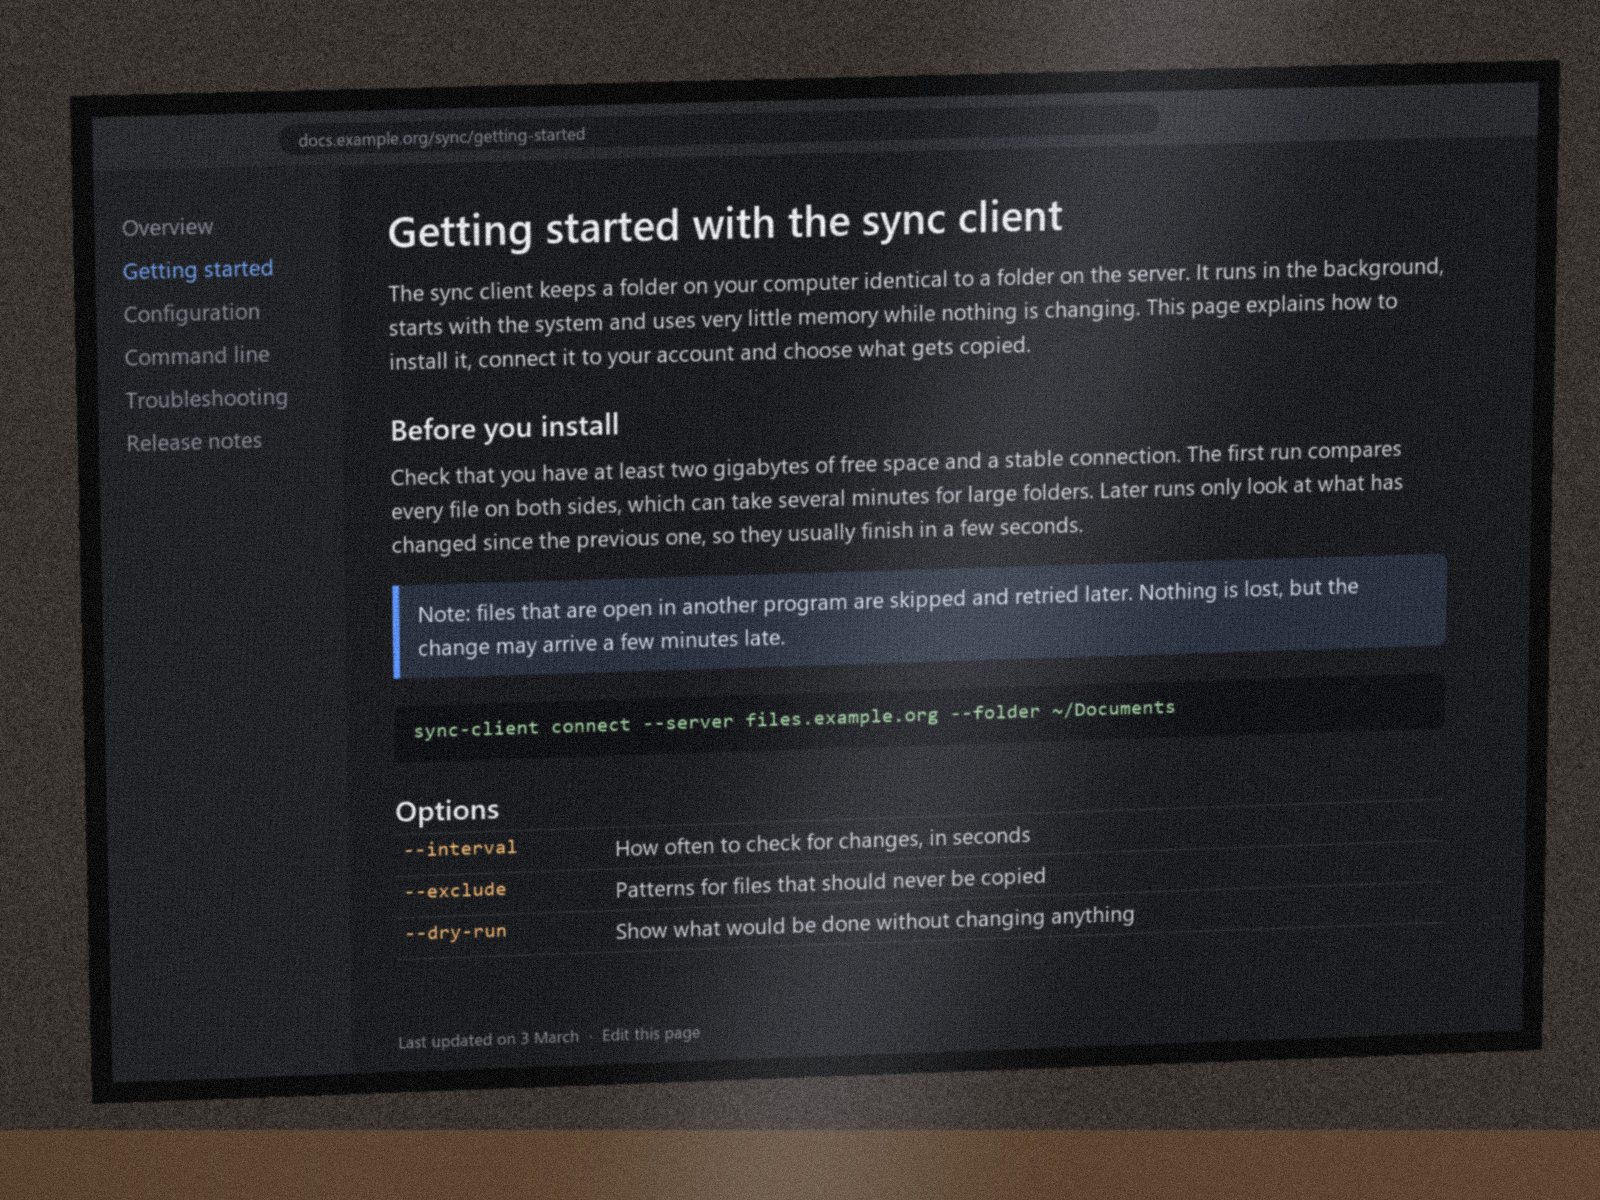 docs.example.org/sync/getting-started
Overview
Getting started
Configuration
Command line
Troubleshooting
Release notes
Getting started with the sync client
The sync client keeps a folder on your computer identical to a folder on the server. It runs in the background,
starts with the system and uses very little memory while nothing is changing. This page explains how to
install it, connect it to your account and choose what gets copied.
Before you install
Check that you have at least two gigabytes of free space and a stable connection. The first run compares
every file on both sides, which can take several minutes for large folders. Later runs only look at what has
changed since the previous one, so they usually finish in a few seconds.
Note: files that are open in another program are skipped and retried later. Nothing is lost, but the
change may arrive a few minutes late.
sync-client connect --server files.example.org --folder ~/Documents
Options
--interval How often to check for changes, in seconds
--exclude Patterns for files that should never be copied
--dry-run Show what would be done without changing anything
Last updated on 3 March · Edit this page